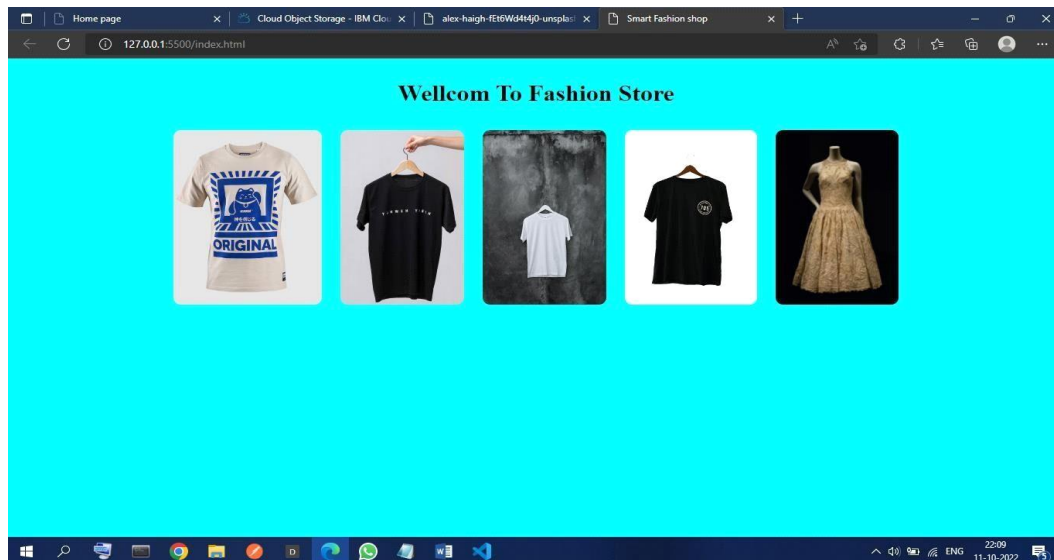 Home page
Cloud Object Storage - IBM Clou
alex-haigh-fEt6Wd4t4j0-unsplas
Smart Fashion shop
127.0.0.1:5500/index.html
Wellcom To Fashion Store
ORIGINAL
ENG
22:09
11-10-2022